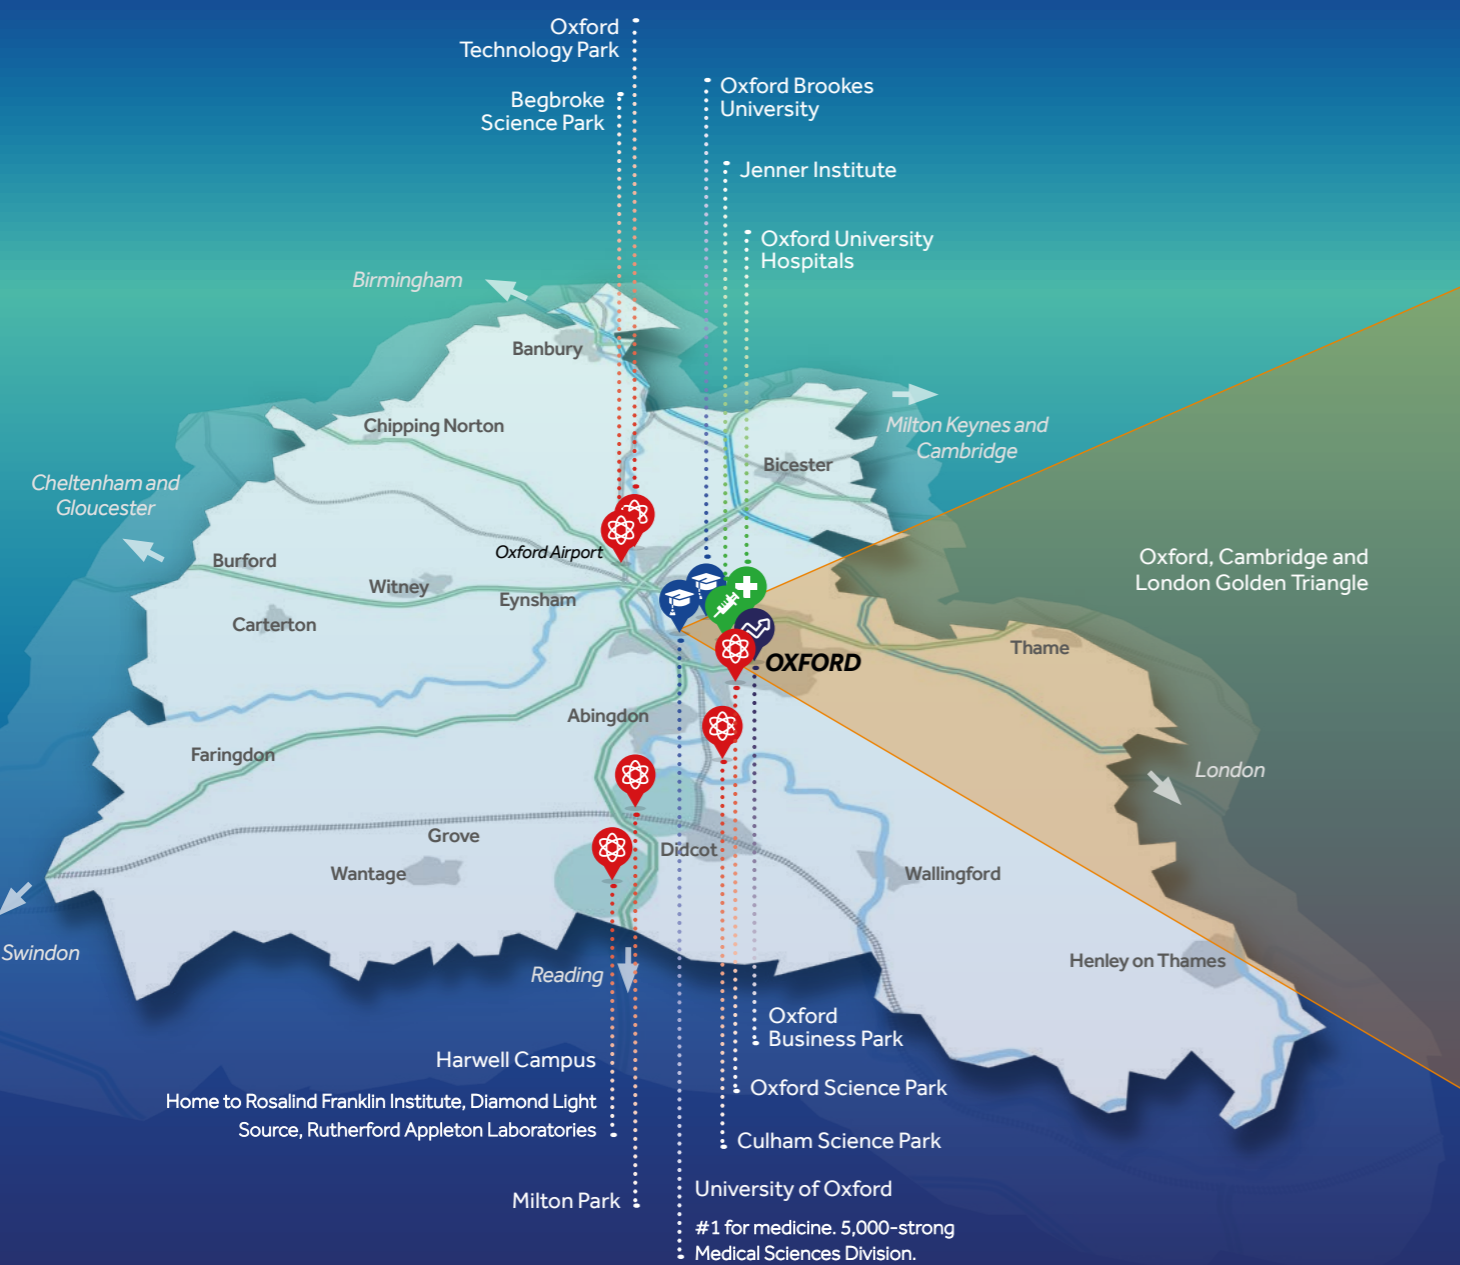 Oxford
Technology Park
Begbroke
Science Park
Oxford Brookes
University
Jenner Institute
Oxford University
Hospitals
Birmingham
Banbury
Chipping Norton
Milton Keynes and
Cambridge
Bicester
Cheltenham and
Gloucester
Oxford Airport
Burford
Witney
Eynsham
Carterton
Oxford, Cambridge and
London Golden Triangle
Thame
OXFORD
Abingdon
Faringdon
London
Grove
Didcot
Wantage
Wallingford
Swindon
Reading
Henley on Thames
Oxford
Business Park
Harwell Campus
Home to Rosalind Franklin Institute, Diamond Light
Source, Rutherford Appleton Laboratories
Oxford Science Park
Culham Science Park
Milton Park
University of Oxford
#1 for medicine. 5,000-strong
Medical Sciences Division.